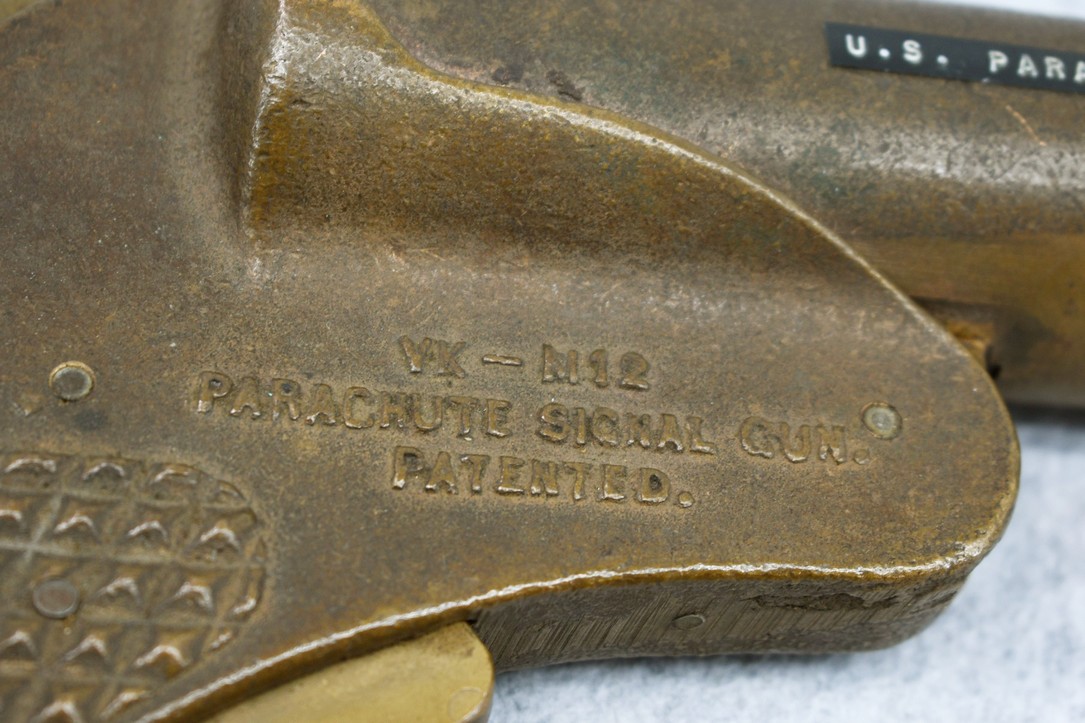 U.S. PARA
VK – M12
PARACHUTE SIGNAL GUN.
PATENTED.